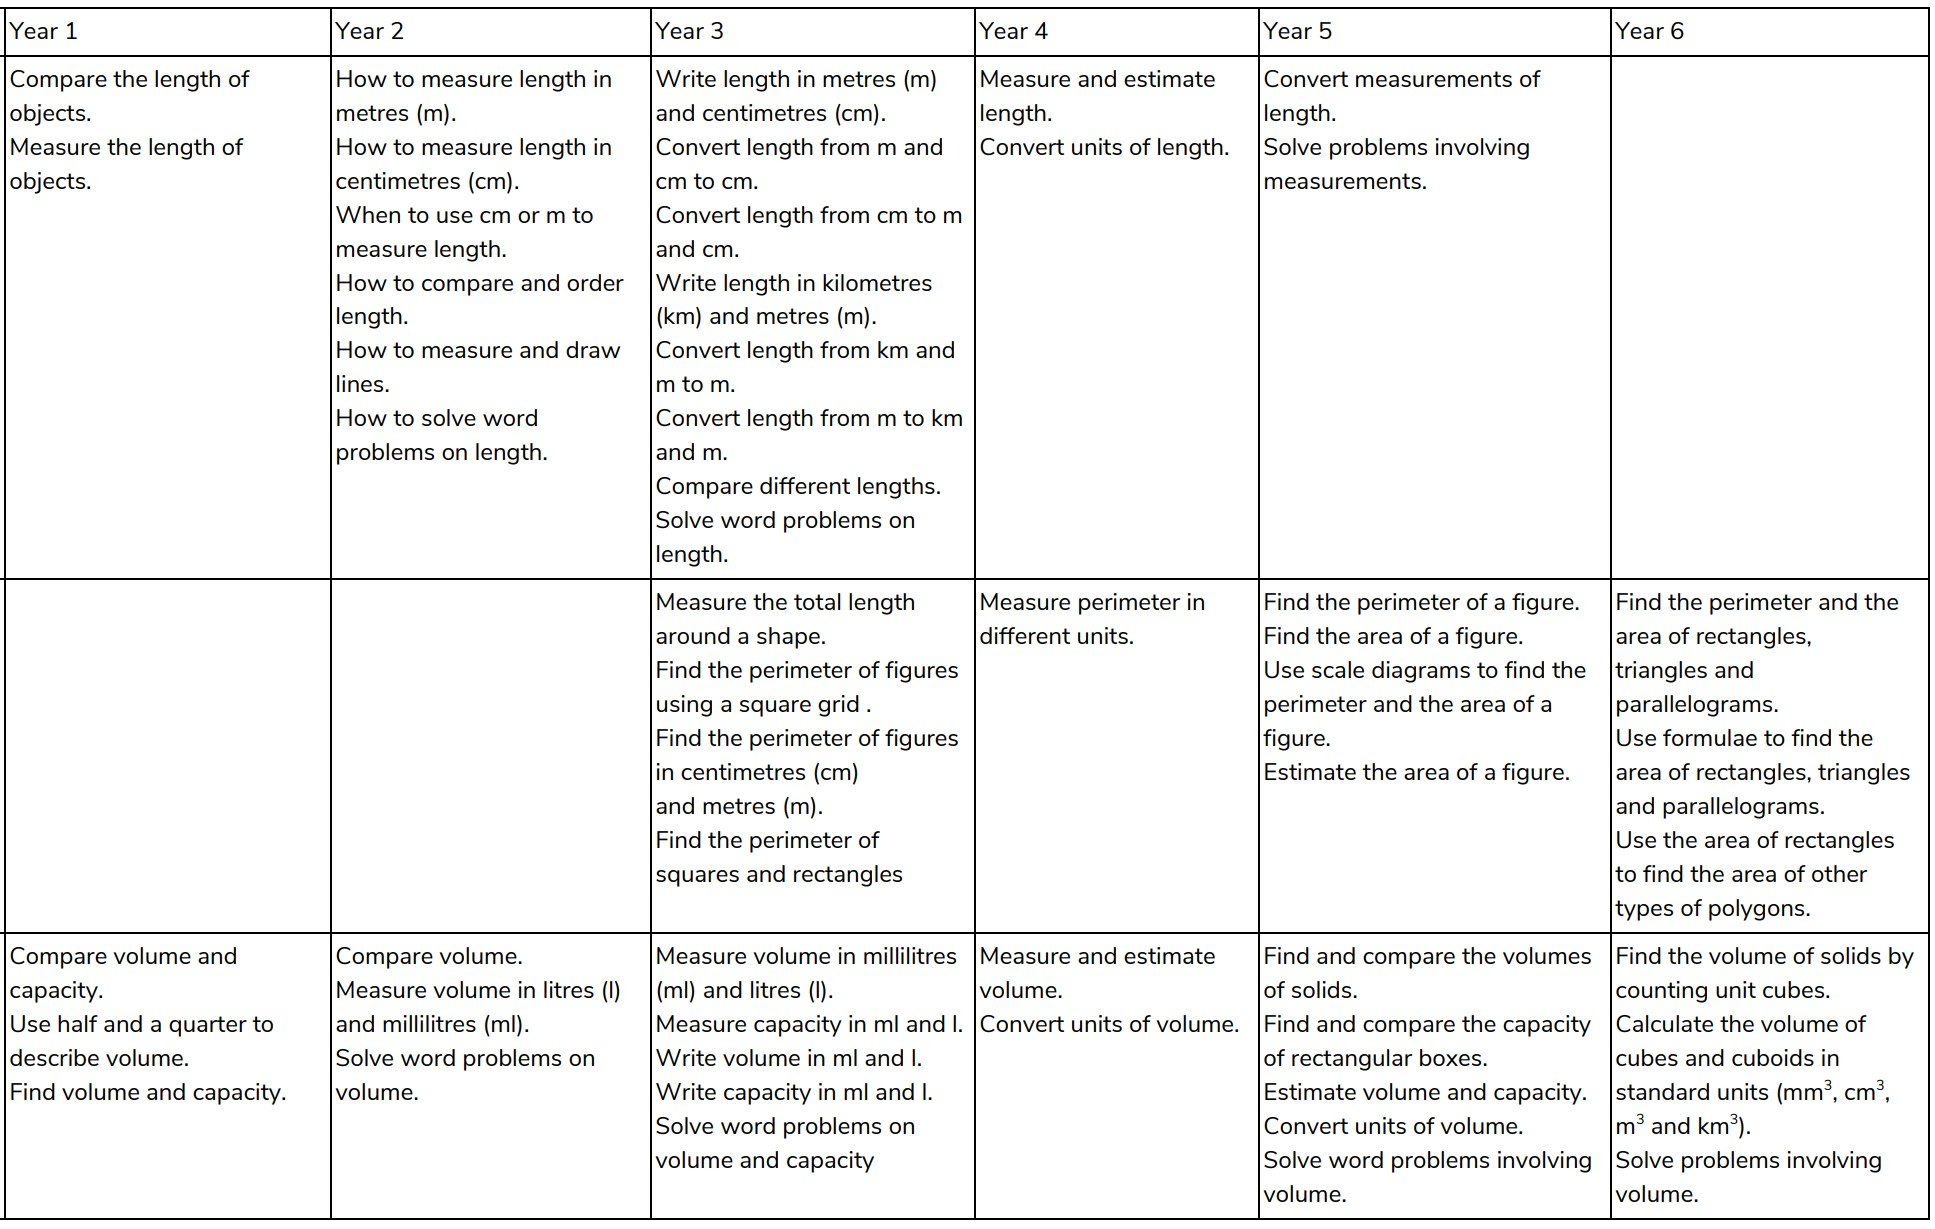 Year 1
Year 2
Year 3
Year 4
Year 5
Year 6
Compare the length of
objects.
Measure the length of
objects.
How to measure length in
metres (m).
How to measure length in
centimetres (cm).
When to use cm or m to
measure length.
How to compare and order
length.
How to measure and draw
lines.
How to solve word
problems on length.
Write length in metres (m)
and centimetres (cm).
Convert length from m and
cm to cm.
Convert length from cm to m
and cm.
Write length in kilometres
(km) and metres (m).
Convert length from km and
m to m.
Convert length from m to km
and m.
Compare different lengths.
Solve word problems on
length.
Measure and estimate
length.
Convert units of length.
Convert measurements of
length.
Solve problems involving
measurements.
Measure the total length
around a shape.
Find the perimeter of figures
using a square grid .
Find the perimeter of figures
in centimetres (cm)
and metres (m).
Find the perimeter of
squares and rectangles
Measure perimeter in
different units.
Find the perimeter of a figure.
Find the area of a figure.
Use scale diagrams to find the
perimeter and the area of a
figure.
Estimate the area of a figure.
Find the perimeter and the
area of rectangles,
triangles and
parallelograms.
Use formulae to find the
area of rectangles, triangles
and parallelograms.
Use the area of rectangles
to find the area of other
types of polygons.
Compare volume and
capacity.
Use half and a quarter to
describe volume.
Find volume and capacity.
Compare volume.
Measure volume in litres (l)
and millilitres (ml).
Solve word problems on
volume.
Measure volume in millilitres
(ml) and litres (l).
Measure capacity in ml and l.
Write volume in ml and l.
Write capacity in ml and l.
Solve word problems on
volume and capacity
Measure and estimate
volume.
Convert units of volume.
Find and compare the volumes
of solids.
Find and compare the capacity
of rectangular boxes.
Estimate volume and capacity.
Convert units of volume.
Solve word problems involving
volume.
Find the volume of solids by
counting unit cubes.
Calculate the volume of
cubes and cuboids in
standard units (mm³, cm³,
m³ and km³).
Solve problems involving
volume.